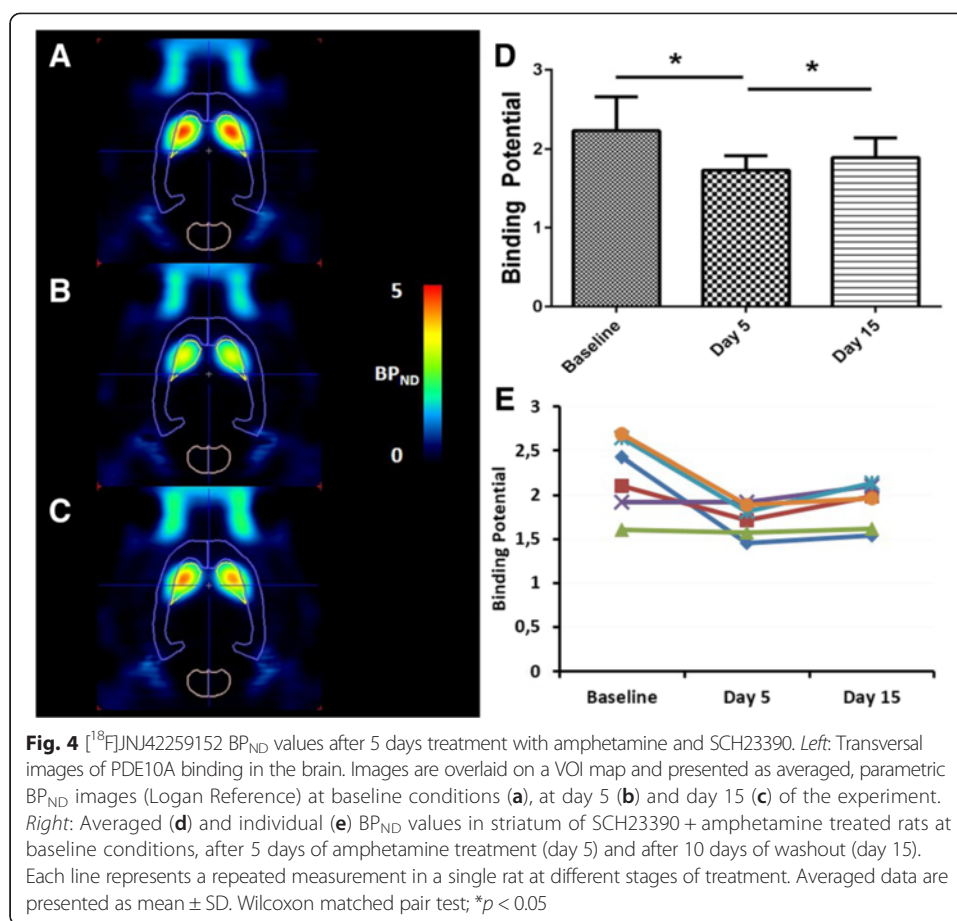 A
B
C
5
BP_ND
0
D
* *
3
2
1
0
Binding Potential
Baseline
Day 5
Day 15
E
3
2,5
2
1,5
1
0,5
0
Binding Potential
Baseline Day 5 Day 15
Fig. 4 [¹⁸F]JNJ42259152 BP_ND values after 5 days treatment with amphetamine and SCH23390. Left: Transversal
images of PDE10A binding in the brain. Images are overlaid on a VOI map and presented as averaged, parametric
BP_ND images (Logan Reference) at baseline conditions (a), at day 5 (b) and day 15 (c) of the experiment.
Right: Averaged (d) and individual (e) BP_ND values in striatum of SCH23390 + amphetamine treated rats at
baseline conditions, after 5 days of amphetamine treatment (day 5) and after 10 days of washout (day 15).
Each line represents a repeated measurement in a single rat at different stages of treatment. Averaged data are
presented as mean ± SD. Wilcoxon matched pair test; *p < 0.05